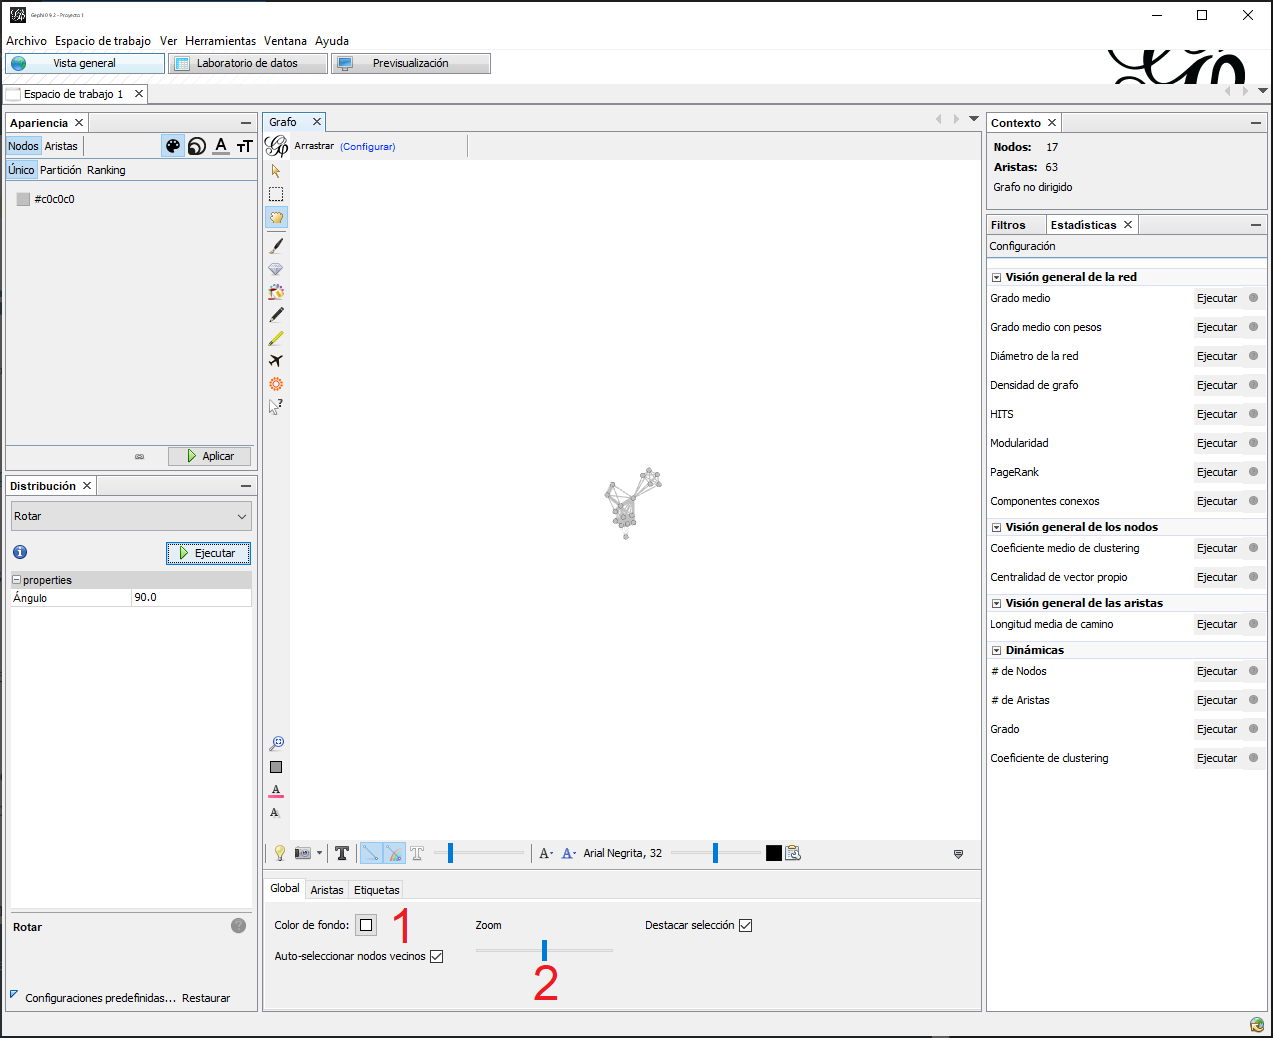 Gephi 0.9.2 - Proyecto 1
Archivo Espacio de trabajo Ver Herramientas Ventana Ayuda
Vista general Laboratorio de datos Previsualización
Espacio de trabajo 1
Apariencia
Nodos Aristas
Único Partición Ranking
#c0c0c0
Aplicar
Distribución
Rotar
Ejecutar
properties
Ángulo 90.0
Rotar
Configuraciones predefinidas... Restaurar
Grafo
Arrastrar (Configurar)
Arial Negrita, 32
Global Aristas Etiquetas
Color de fondo: 1 Zoom Destacar selección
Auto-seleccionar nodos vecinos
2
Contexto
Nodos: 17
Aristas: 63
Grafo no dirigido
Filtros Estadísticas
Configuración
Visión general de la red
Grado medio Ejecutar
Grado medio con pesos Ejecutar
Diámetro de la red Ejecutar
Densidad de grafo Ejecutar
HITS Ejecutar
Modularidad Ejecutar
PageRank Ejecutar
Componentes conexos Ejecutar
Visión general de los nodos
Coeficiente medio de clustering Ejecutar
Centralidad de vector propio Ejecutar
Visión general de las aristas
Longitud media de camino Ejecutar
Dinámicas
# de Nodos Ejecutar
# de Aristas Ejecutar
Grado Ejecutar
Coeficiente de clustering Ejecutar